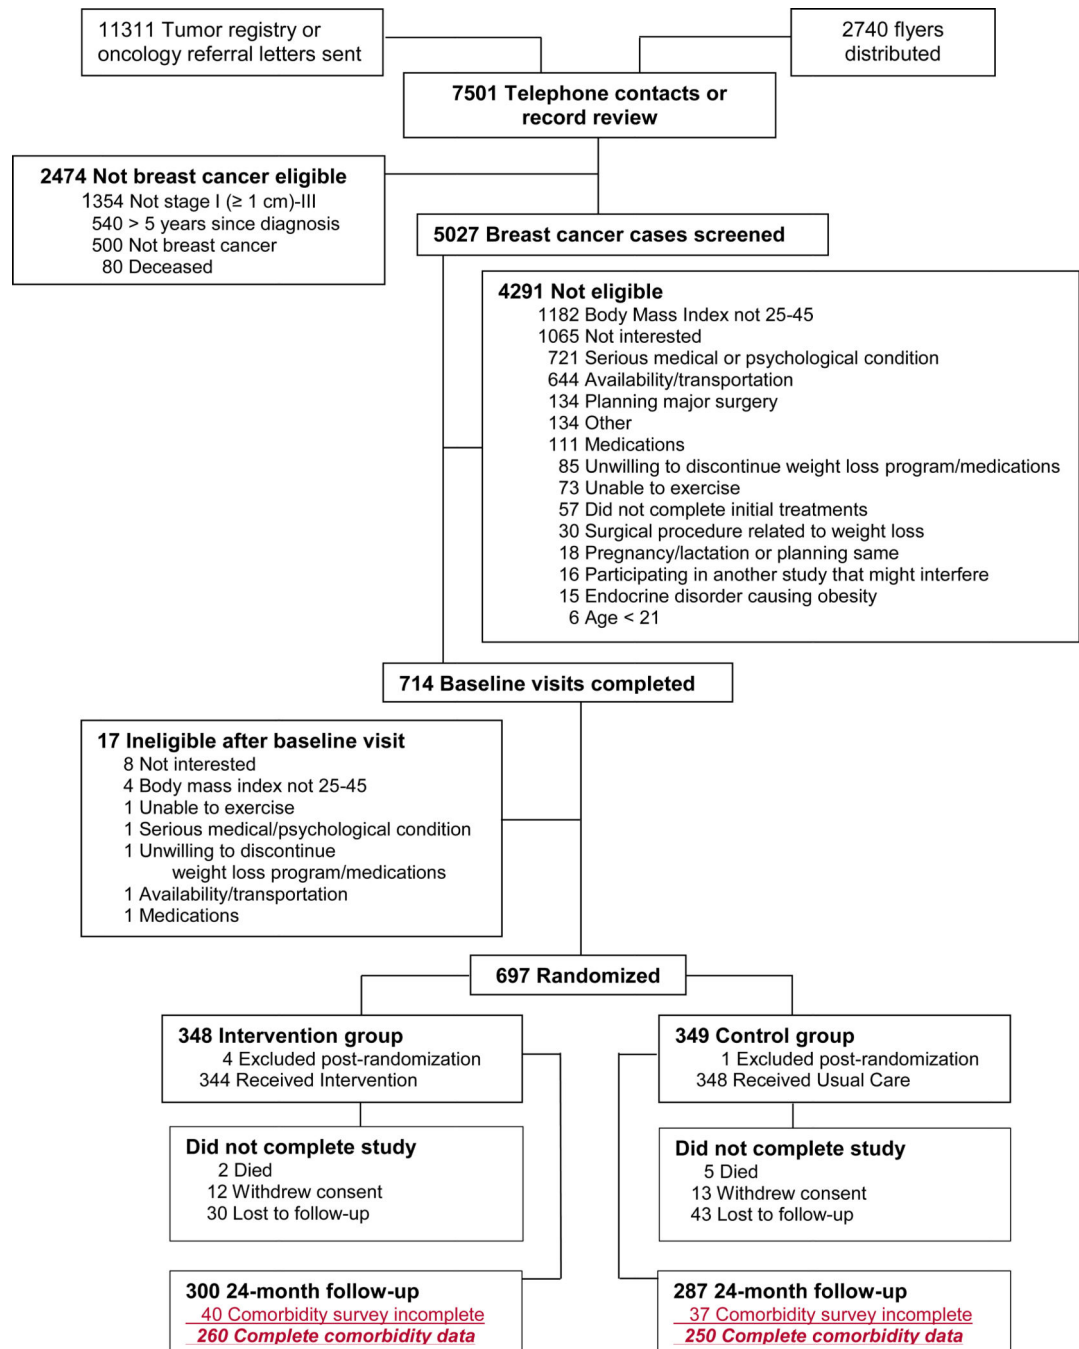 11311 Tumor registry or
oncology referral letters sent
2740 flyers
distributed
7501 Telephone contacts or
record review
2474 Not breast cancer eligible
1354 Not stage I (≥ 1 cm)-III
540 > 5 years since diagnosis
500 Not breast cancer
80 Deceased
5027 Breast cancer cases screened
4291 Not eligible
1182 Body Mass Index not 25-45
1065 Not interested
721 Serious medical or psychological condition
644 Availability/transportation
134 Planning major surgery
134 Other
111 Medications
85 Unwilling to discontinue weight loss program/medications
73 Unable to exercise
57 Did not complete initial treatments
30 Surgical procedure related to weight loss
18 Pregnancy/lactation or planning same
16 Participating in another study that might interfere
15 Endocrine disorder causing obesity
6 Age < 21
714 Baseline visits completed
17 Ineligible after baseline visit
8 Not interested
4 Body mass index not 25-45
1 Unable to exercise
1 Serious medical/psychological condition
1 Unwilling to discontinue
weight loss program/medications
1 Availability/transportation
1 Medications
697 Randomized
348 Intervention group
4 Excluded post-randomization
344 Received Intervention
349 Control group
1 Excluded post-randomization
348 Received Usual Care
Did not complete study
2 Died
12 Withdrew consent
30 Lost to follow-up
Did not complete study
5 Died
13 Withdrew consent
43 Lost to follow-up
300 24-month follow-up
40 Comorbidity survey incomplete
260 Complete comorbidity data
287 24-month follow-up
37 Comorbidity survey incomplete
250 Complete comorbidity data